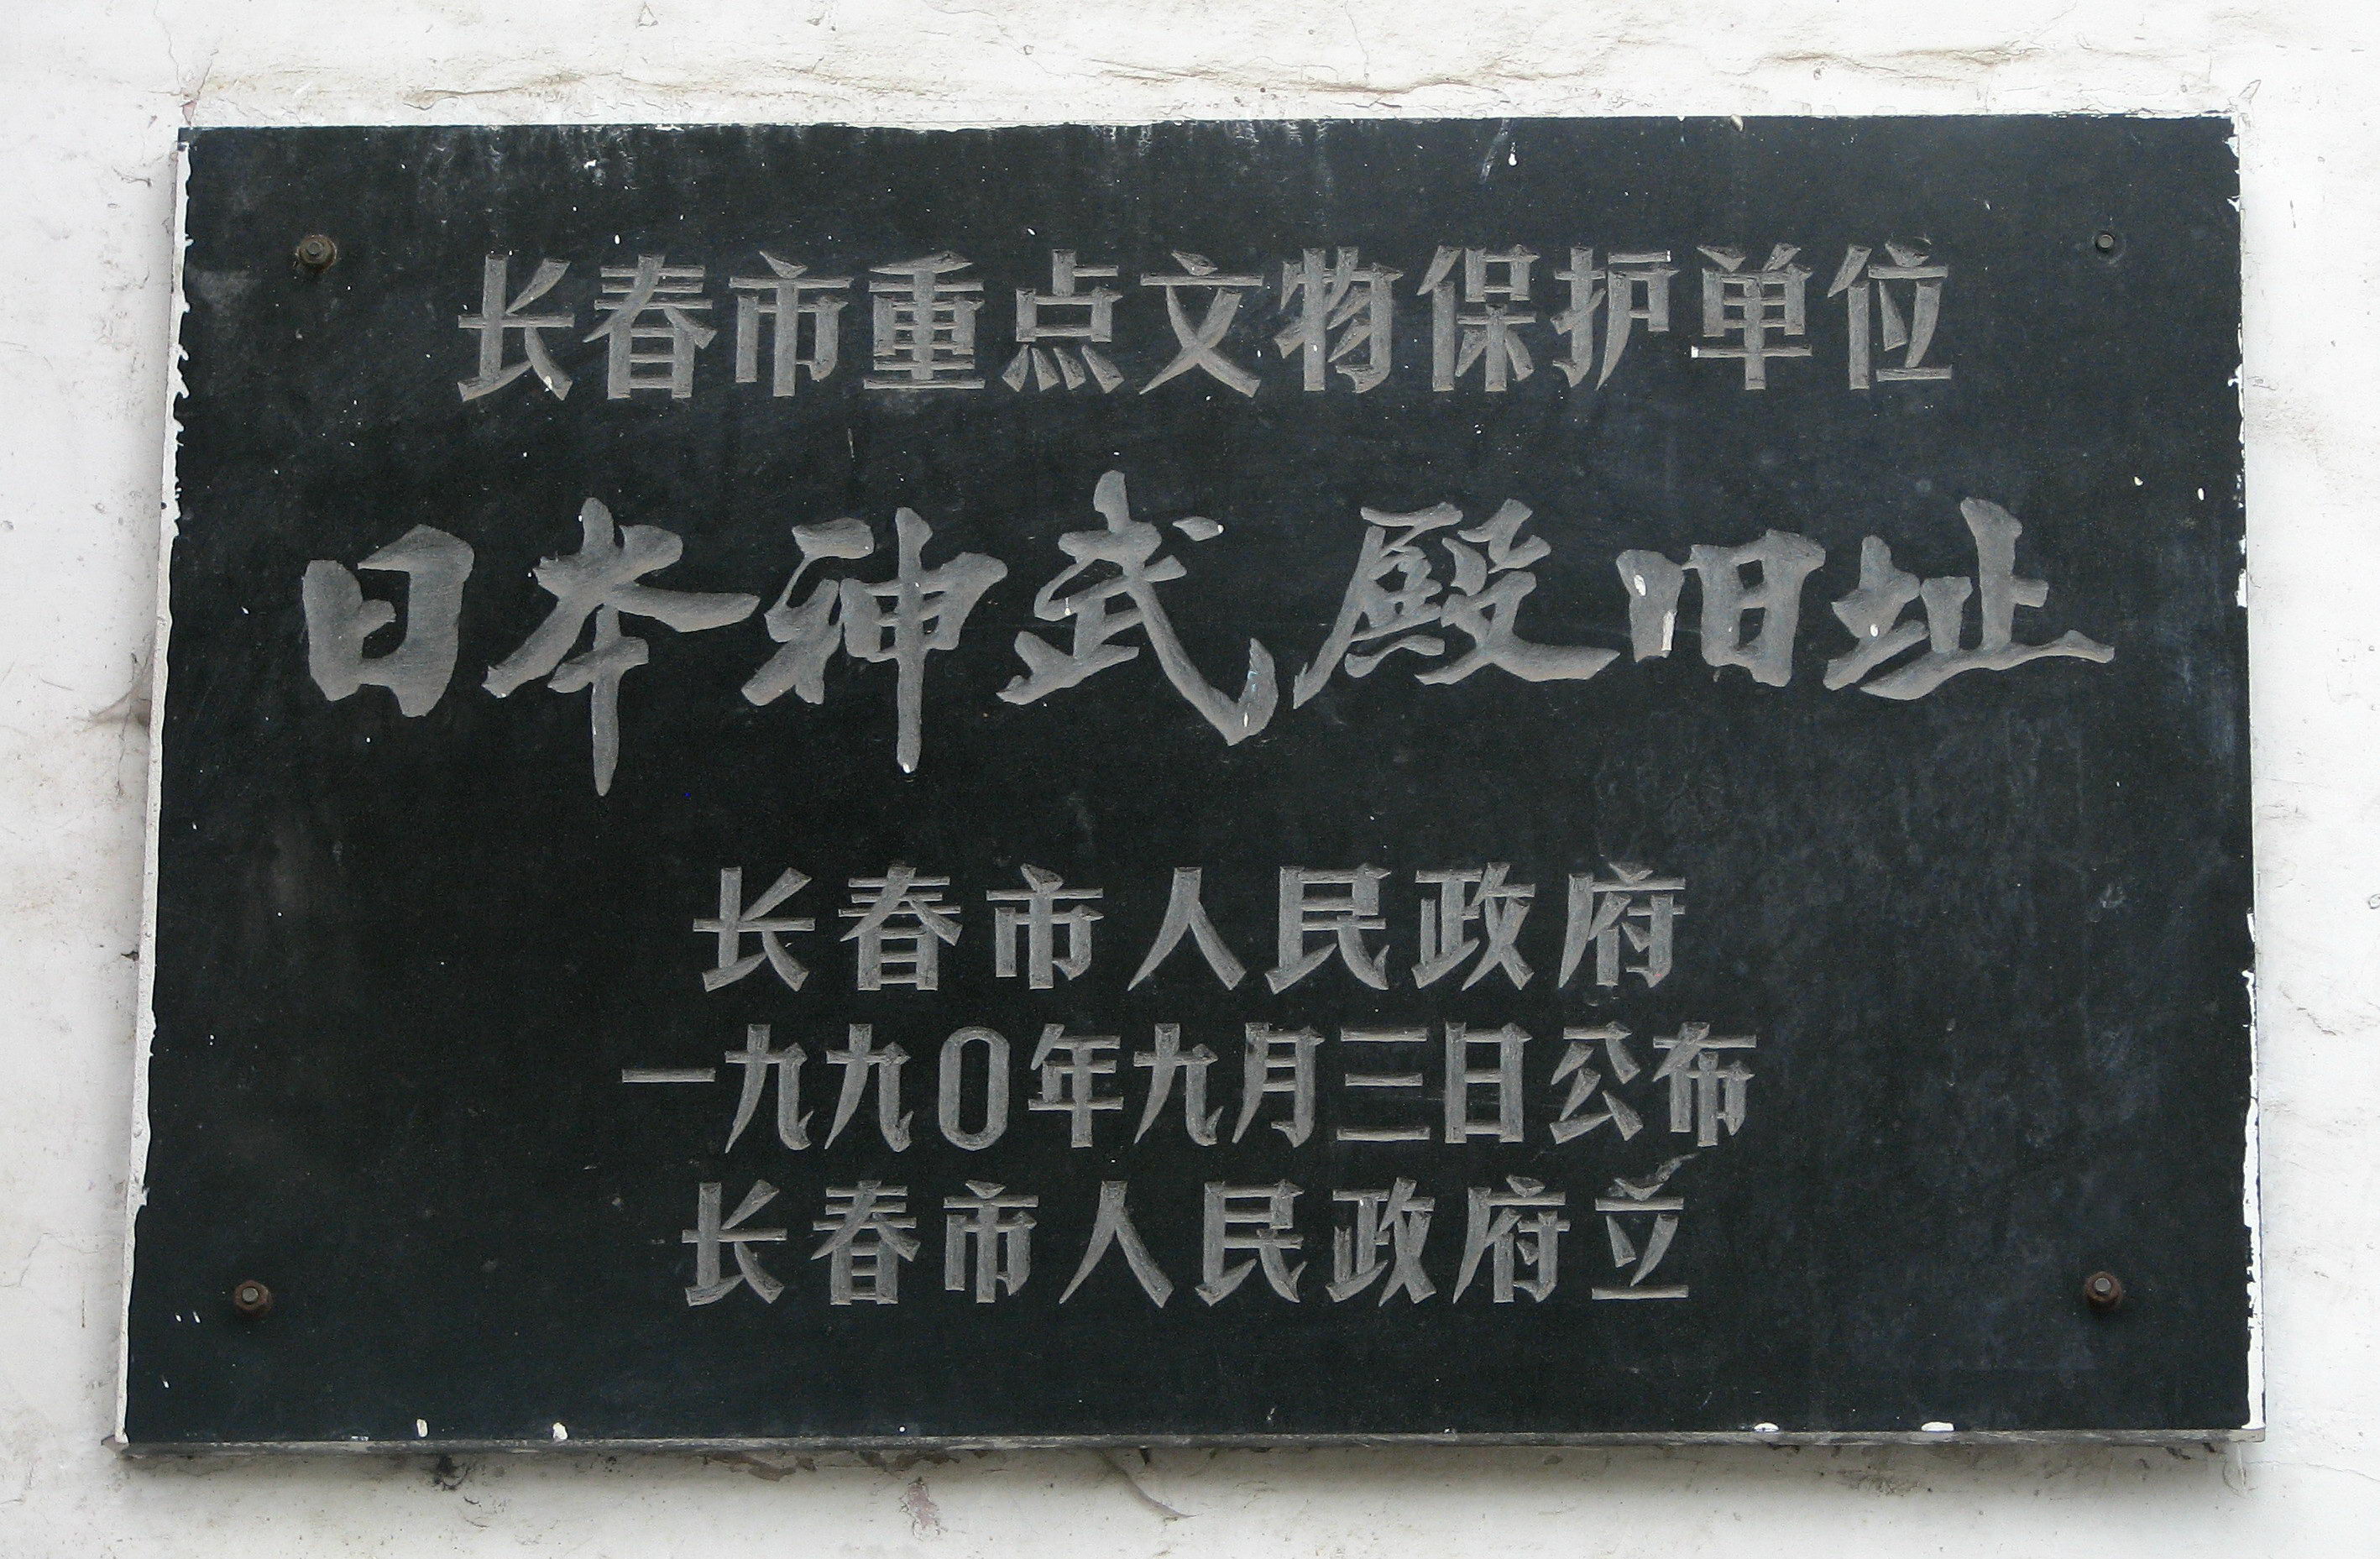 长春市重点文物保护单位
日本神武殿旧址
长春市人民政府
一九九〇年九月三日公布
长春市人民政府立